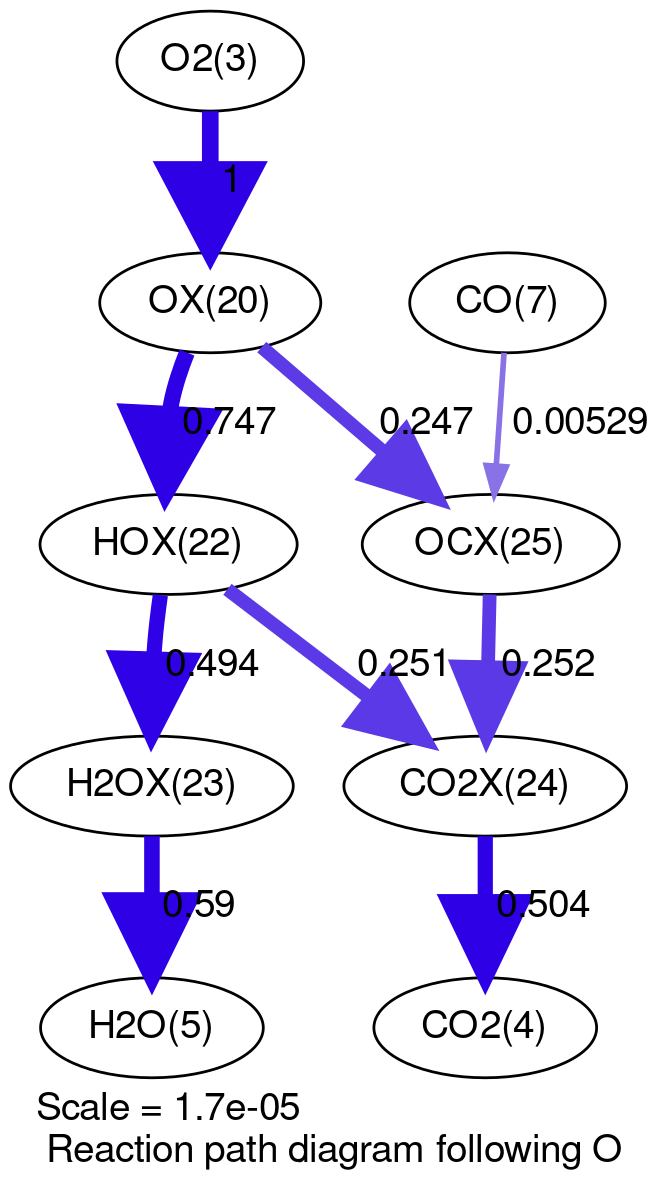 O2(3)
1
OX(20)
CO(7)
0.747
0.247
0.00529
HOX(22)
OCX(25)
0.494
0.251
0.252
H2OX(23)
CO2X(24)
0.59
0.504
H2O(5)
CO2(4)
Scale = 1.7e-05
Reaction path diagram following O